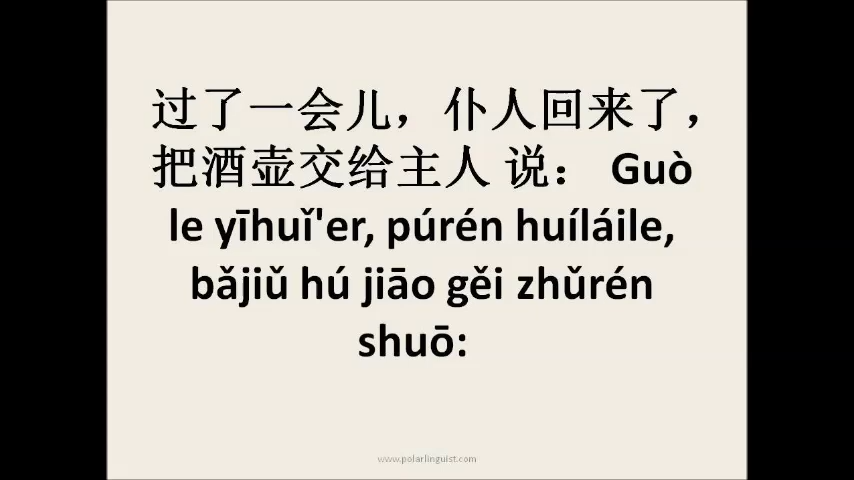 过了一会儿，仆人回来了，
把酒壶交给主人 说： Guò
le yīhuǐ'er, púrén huíláile,
bǎjiǔ hú jiāo gěi zhǔrén
shuō:
www.polarlinguist.com